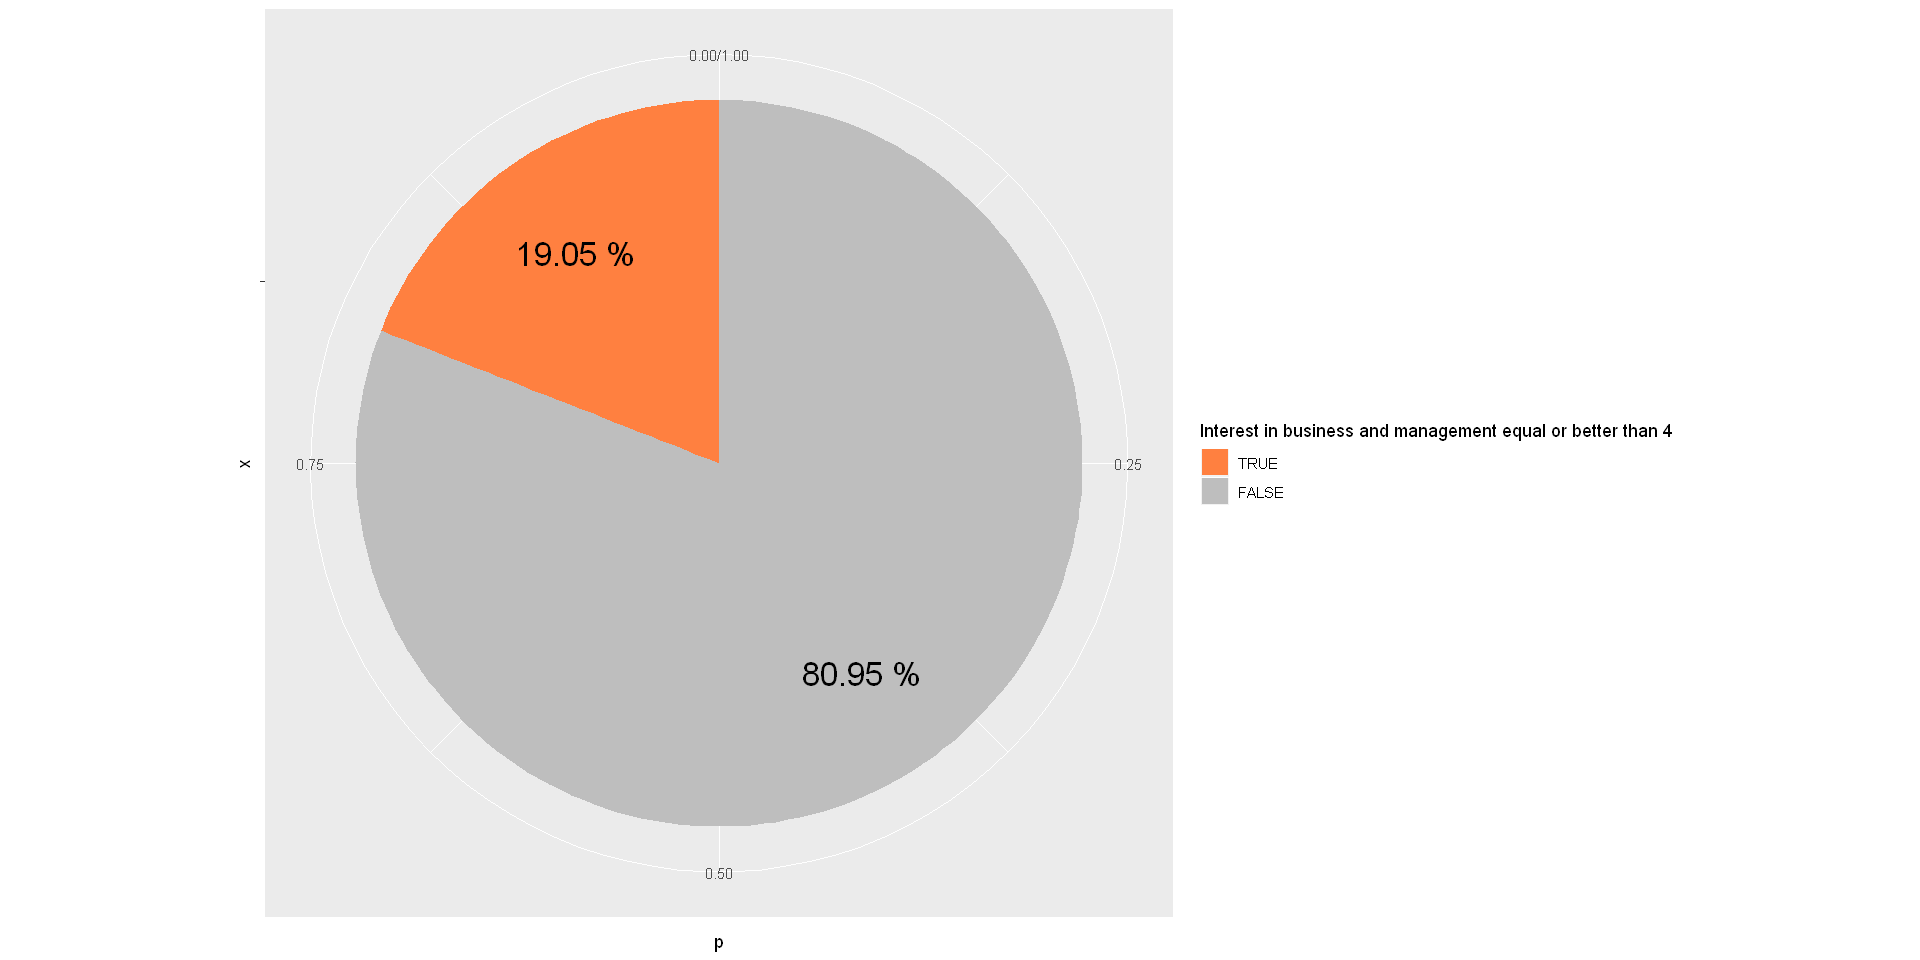 0.00/1.00
19.05 %
x
0.75
0.25
80.95 %
0.50
p
Interest in business and management equal or better than 4
TRUE
FALSE